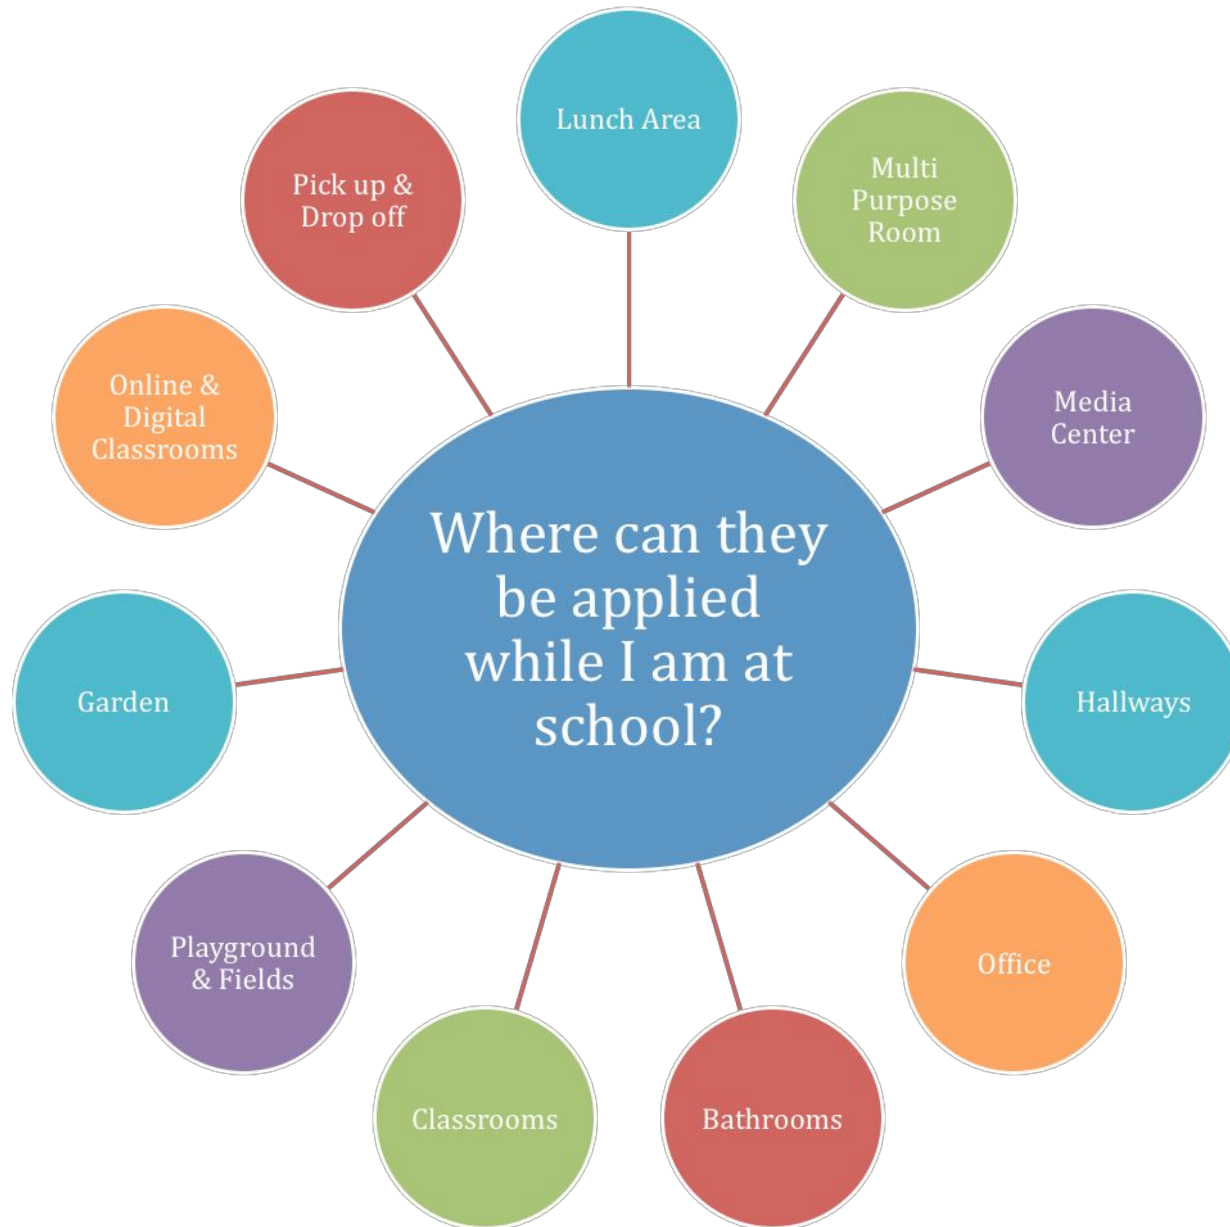 Lunch Area
Multi
Purpose
Room
Media
Center
Hallways
Office
Bathrooms
Classrooms
Playground
& Fields
Garden
Online &
Digital
Classrooms
Pick up &
Drop off
Where can they
be applied
while I am at
school?